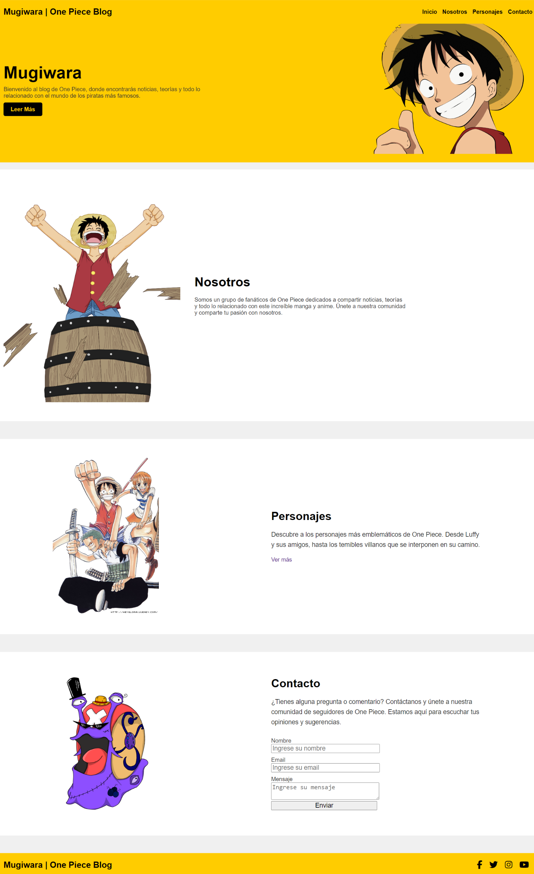 Mugiwara | One Piece Blog
Inicio Nosotros Personajes Contacto
Mugiwara
Bienvenido al blog de One Piece, donde encontrarás noticias, teorías y todo lo
relacionado con el mundo de los piratas más famosos.
Leer Más
Nosotros
Somos un grupo de fanáticos de One Piece dedicados a compartir noticias, teorías
y todo lo relacionado con este increíble manga y anime. Únete a nuestra comunidad
y comparte tu pasión con nosotros.
Personajes
Descubre a los personajes más emblemáticos de One Piece. Desde Luffy
y sus amigos, hasta los temibles villanos que se interponen en su camino.
Ver más
Contacto
¿Tienes alguna pregunta o comentario? Contáctanos y únete a nuestra
comunidad de seguidores de One Piece. Estamos aquí para escuchar tus
opiniones y sugerencias.
Nombre
Ingrese su nombre
Email
Ingrese su email
Mensaje
Ingrese su mensaje
Enviar
Mugiwara | One Piece Blog